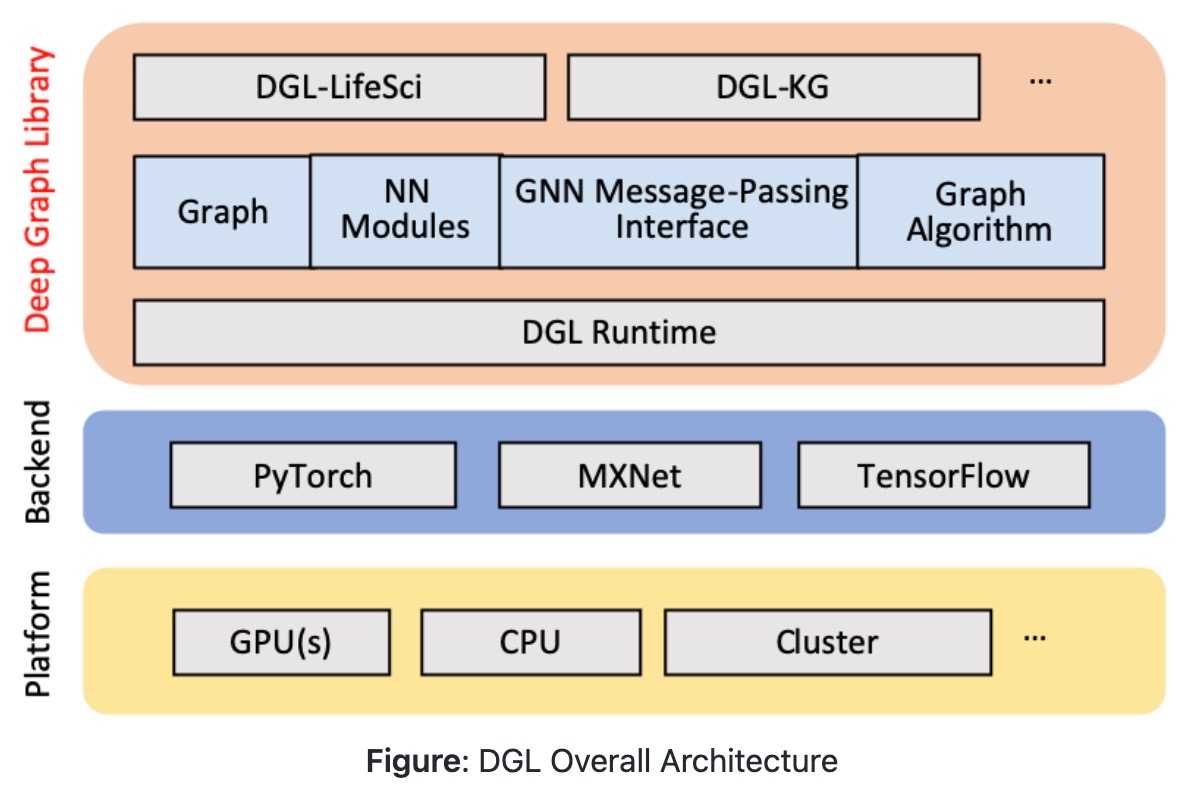 Deep Graph Library
DGL-LifeSci
DGL-KG
...
Graph
NN
Modules
GNN Message-Passing
Interface
Graph
Algorithm
DGL Runtime
Backend
PyTorch
MXNet
TensorFlow
Platform
GPU(s)
CPU
Cluster
...
Figure: DGL Overall Architecture